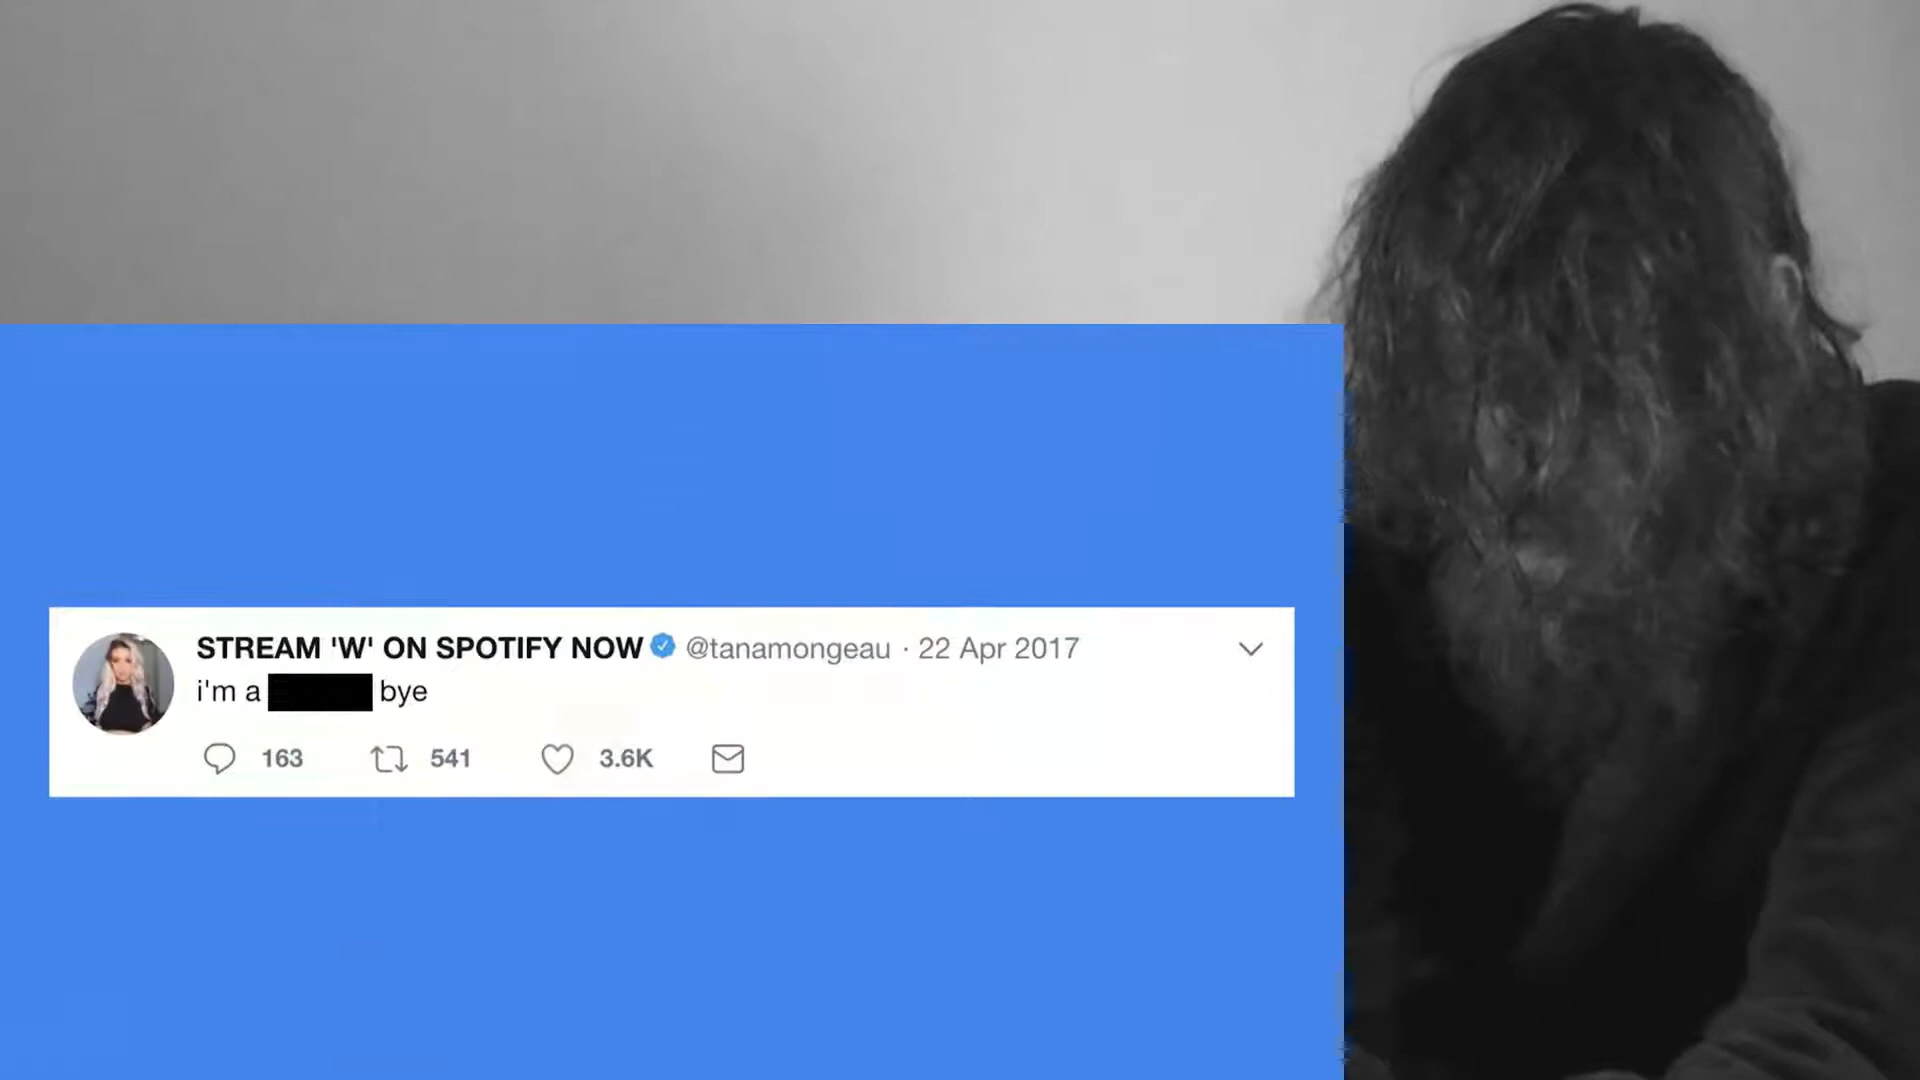 STREAM 'W' ON SPOTIFY NOW @tanamongeau · 22 Apr 2017
i'm a bye
163 541 3.6K